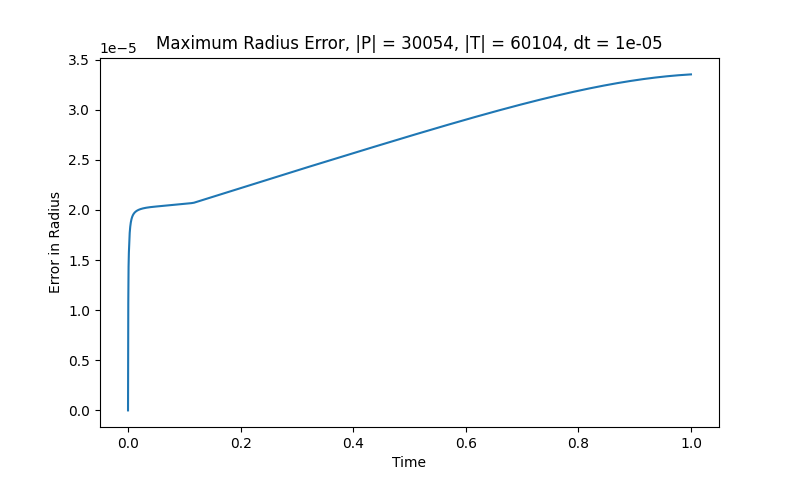 Maximum Radius Error, |P| = 30054, |T| = 60104, dt = 1e-05
1e−5
3.5
3.0
2.5
2.0
1.5
1.0
0.5
0.0
Error in Radius
0.0 0.2 0.4 0.6 0.8 1.0
Time